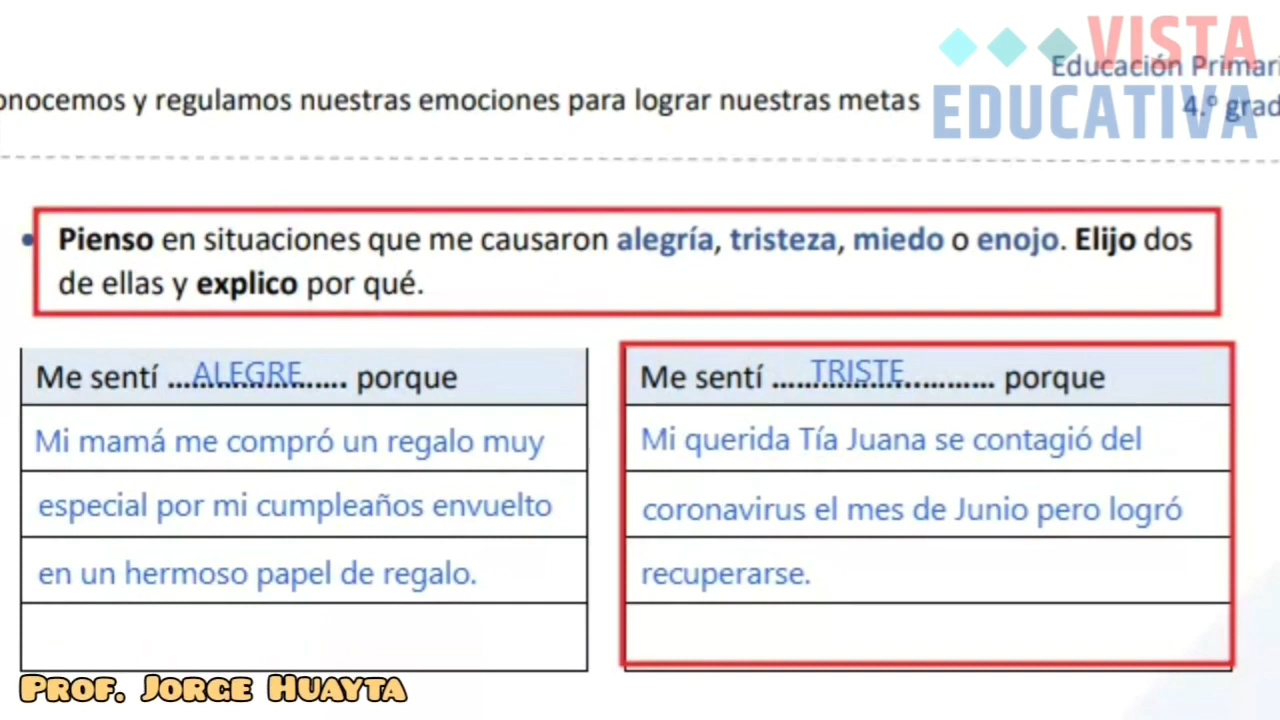 VISTA
EDUCATIVA
Educación Primari
onocemos y regulamos nuestras emociones para lograr nuestras metas
4.° grad
• Pienso en situaciones que me causaron alegría, tristeza, miedo o enojo. Elijo dos
de ellas y explico por qué.
Me sentí ...ALEGRE... porque
Mi mamá me compró un regalo muy
especial por mi cumpleaños envuelto
en un hermoso papel de regalo.
Me sentí ...TRISTE... porque
Mi querida Tía Juana se contagió del
coronavirus el mes de Junio pero logró
recuperarse.
Prof. Jorge Huayta